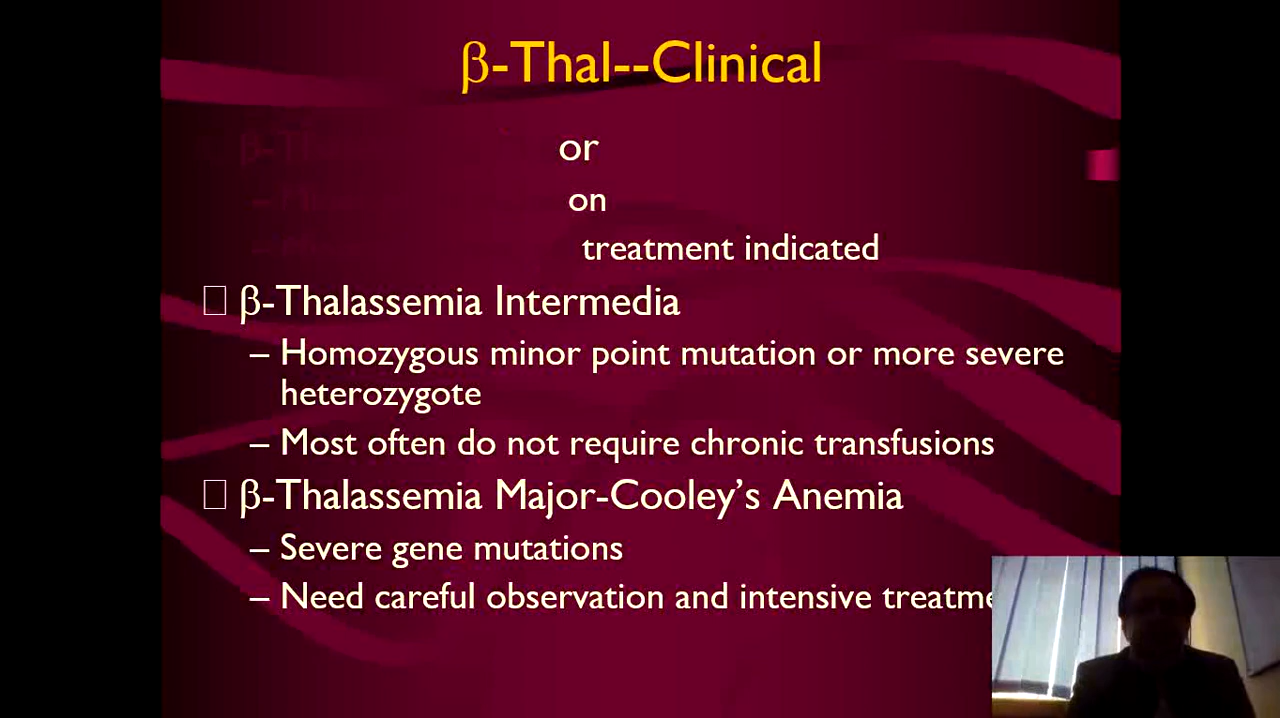 β-Thal--Clinical
or
on
treatment indicated
β-Thalassemia Intermedia
– Homozygous minor point mutation or more severe
heterozygote
– Most often do not require chronic transfusions
β-Thalassemia Major-Cooley’s Anemia
– Severe gene mutations
– Need careful observation and intensive treatme